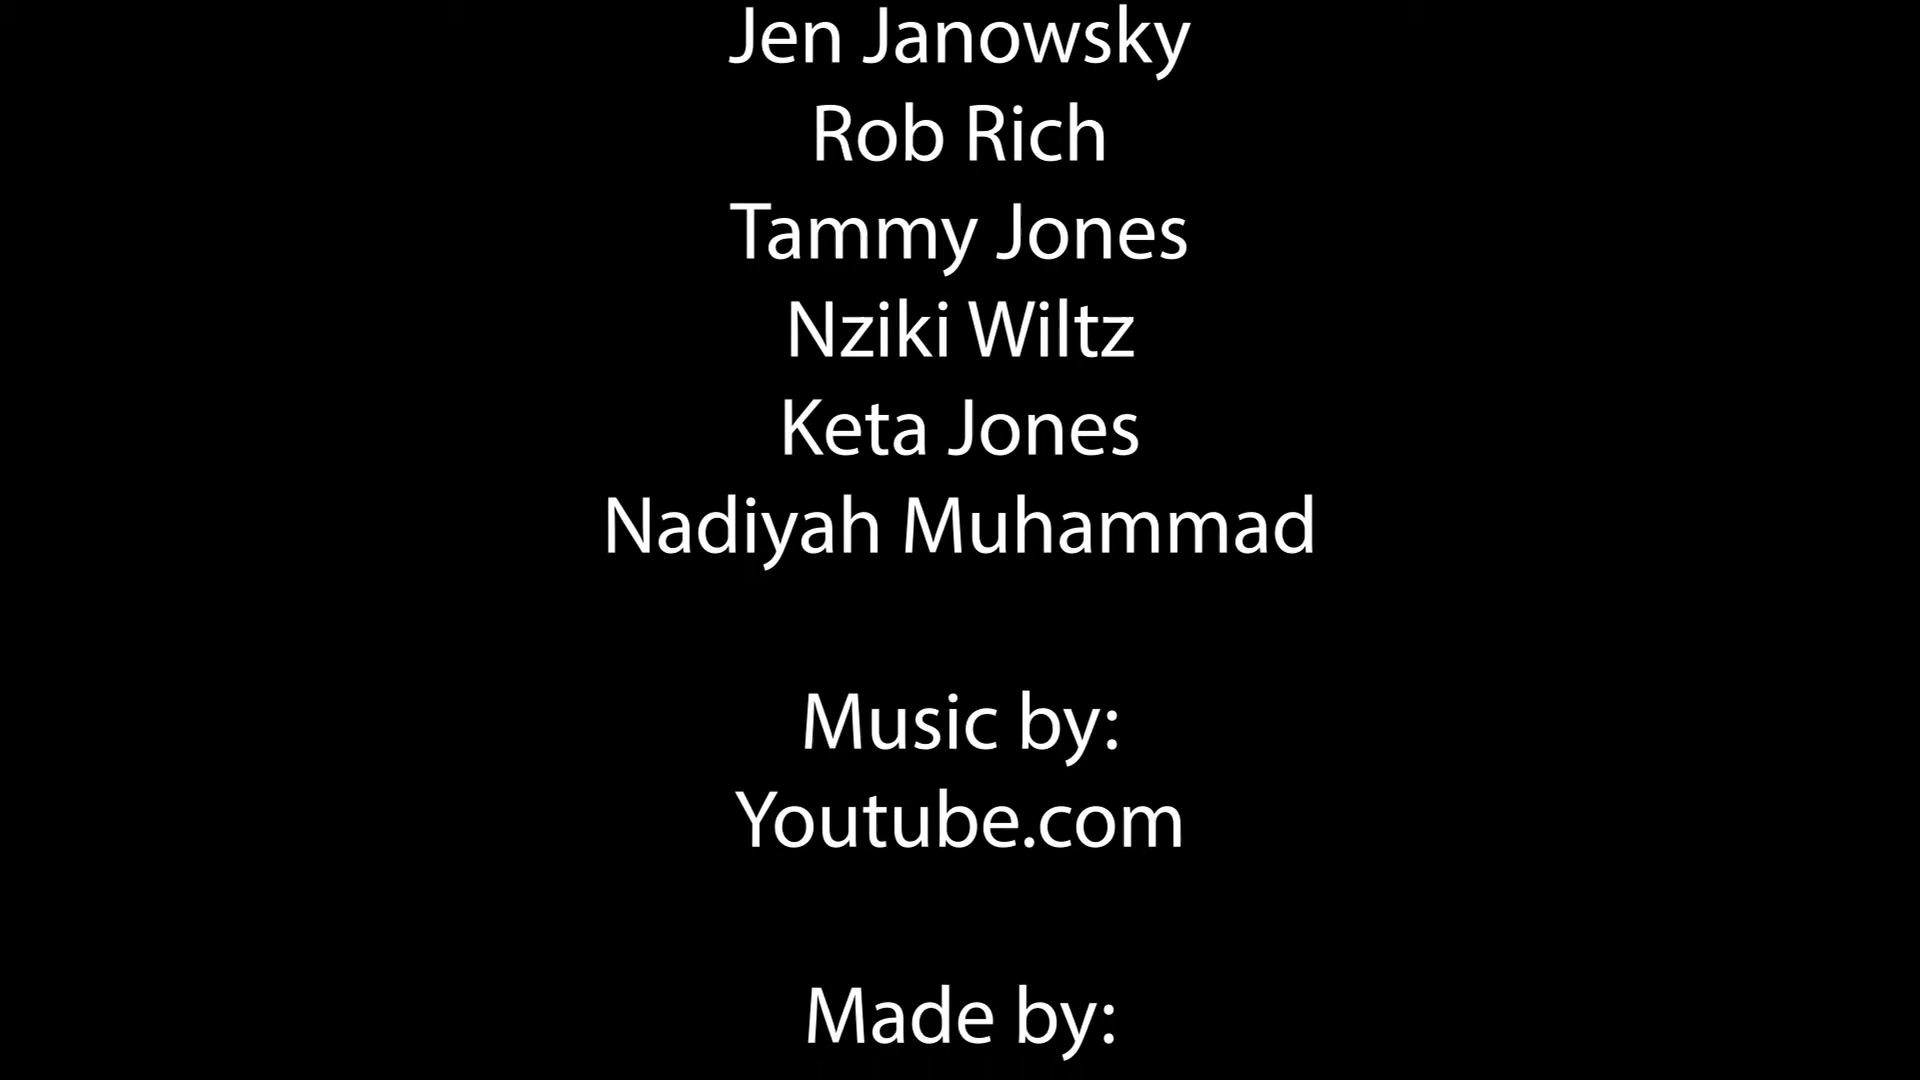 Jen Janowsky
Rob Rich
Tammy Jones
Nziki Wiltz
Keta Jones
Nadiyah Muhammad
Music by:
Youtube.com
Made by: